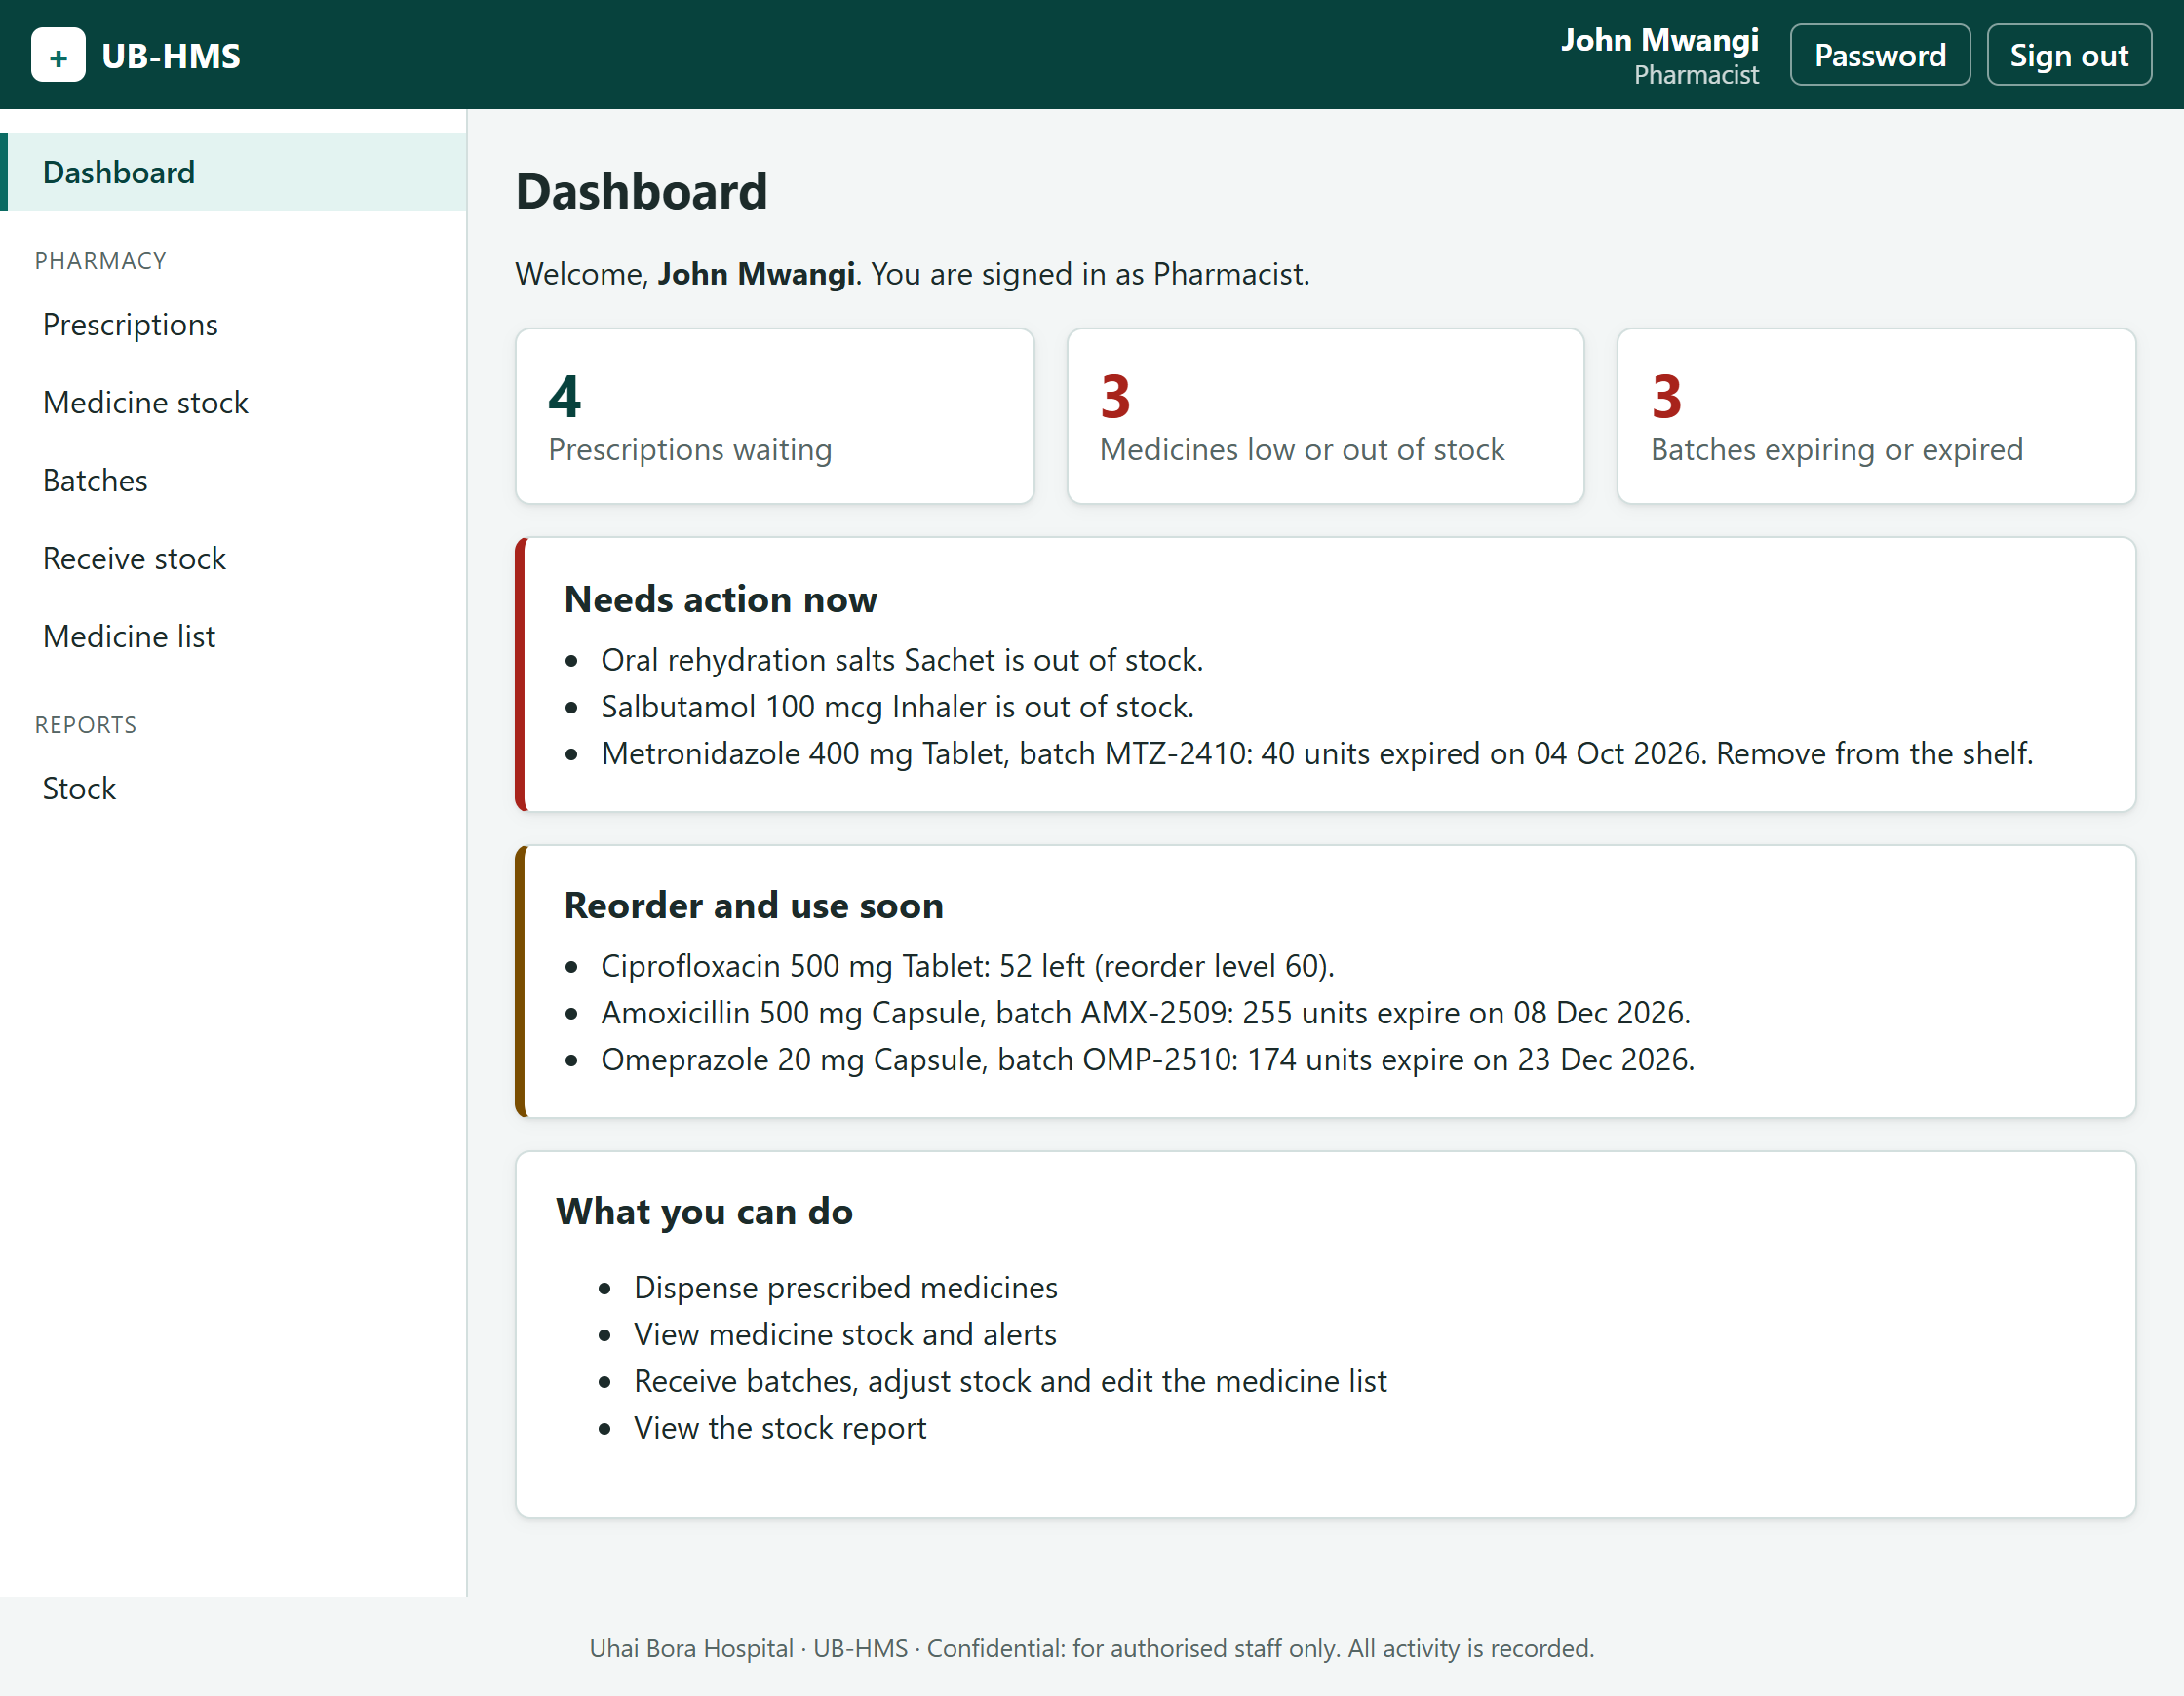 + UB-HMS
John Mwangi
Pharmacist
Password
Sign out
Dashboard
PHARMACY
Prescriptions
Medicine stock
Batches
Receive stock
Medicine list
REPORTS
Stock
Dashboard
Welcome, John Mwangi. You are signed in as Pharmacist.
4
Prescriptions waiting
3
Medicines low or out of stock
3
Batches expiring or expired
Needs action now
• Oral rehydration salts Sachet is out of stock.
• Salbutamol 100 mcg Inhaler is out of stock.
• Metronidazole 400 mg Tablet, batch MTZ-2410: 40 units expired on 04 Oct 2026. Remove from the shelf.
Reorder and use soon
• Ciprofloxacin 500 mg Tablet: 52 left (reorder level 60).
• Amoxicillin 500 mg Capsule, batch AMX-2509: 255 units expire on 08 Dec 2026.
• Omeprazole 20 mg Capsule, batch OMP-2510: 174 units expire on 23 Dec 2026.
What you can do
• Dispense prescribed medicines
• View medicine stock and alerts
• Receive batches, adjust stock and edit the medicine list
• View the stock report
Uhai Bora Hospital · UB-HMS · Confidential: for authorised staff only. All activity is recorded.